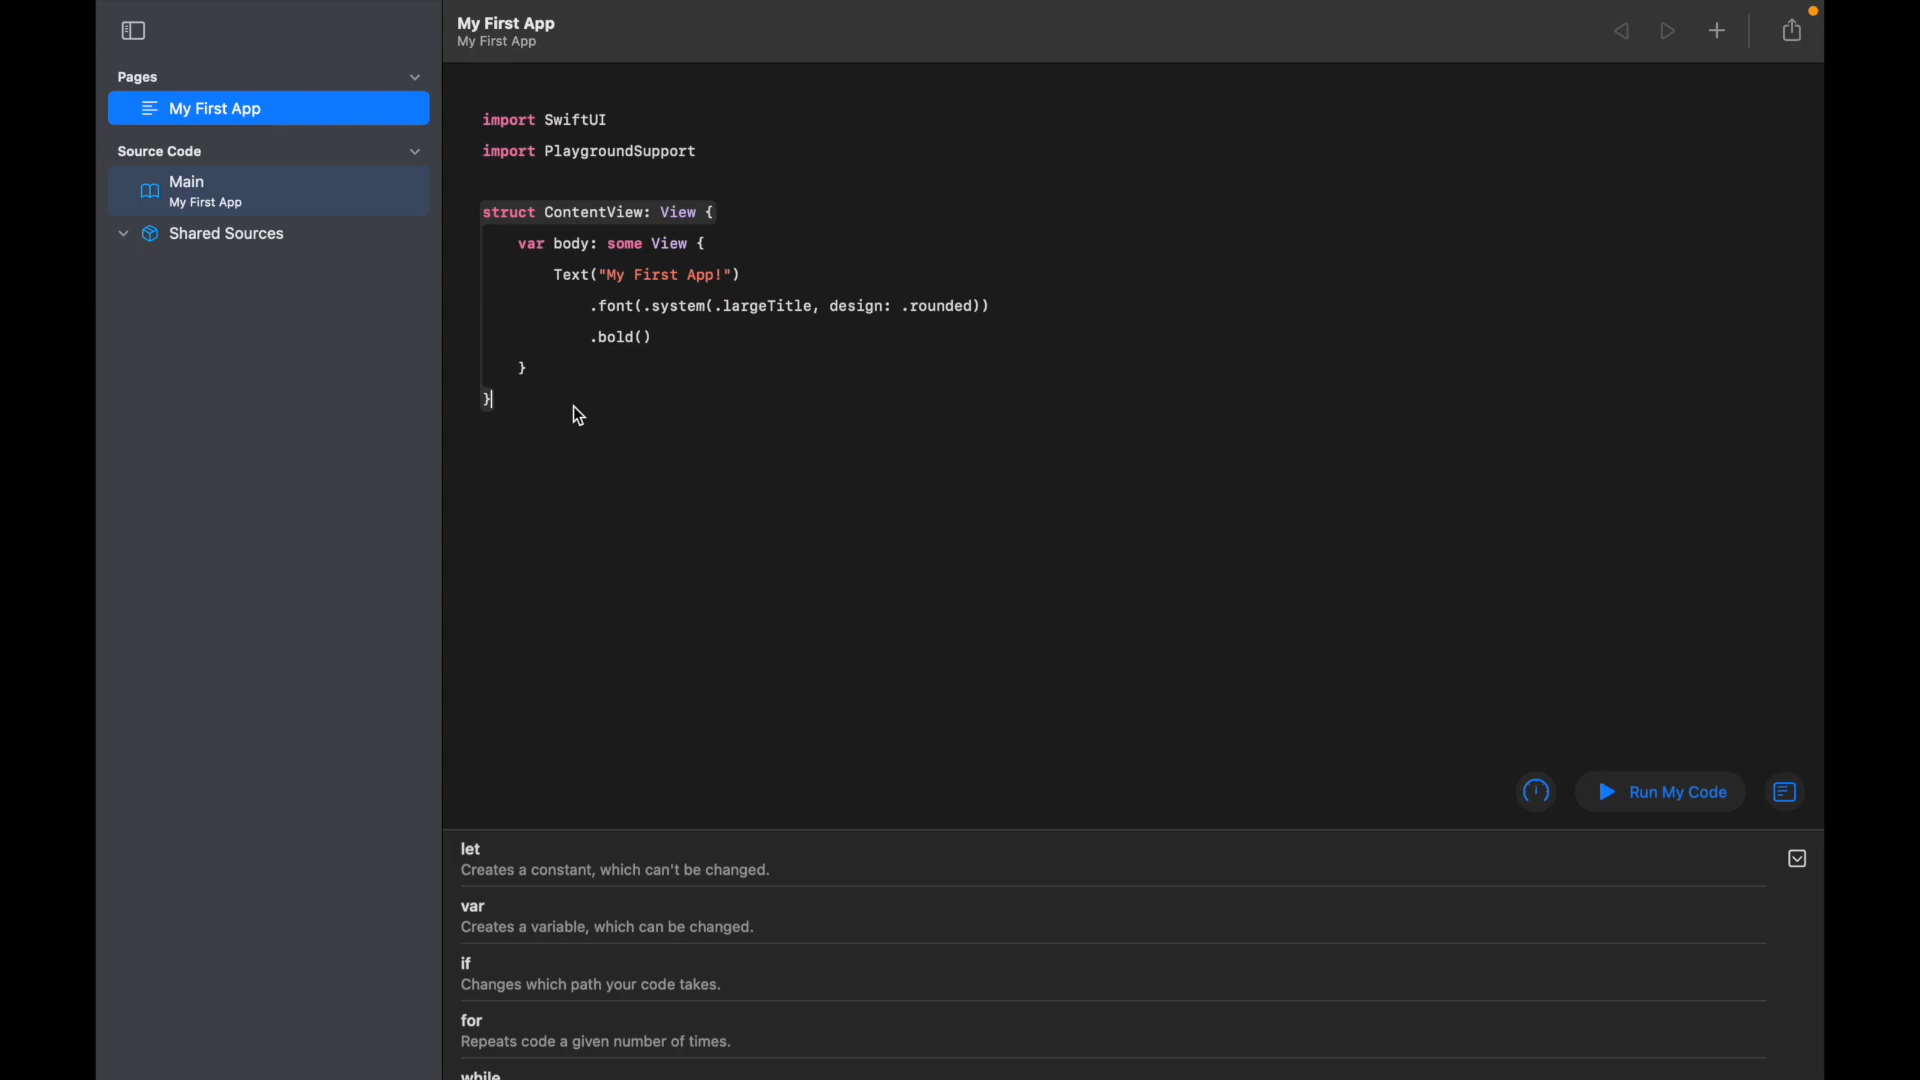 Pages
My First App
Source Code
Main
My First App
Shared Sources
My First App
My First App
import SwiftUI
import PlaygroundSupport
struct ContentView: View {
var body: some View {
Text("My First App!")
.font(.system(.largeTitle, design: .rounded))
.bold()
}
}
Run My Code
let
Creates a constant, which can't be changed.
var
Creates a variable, which can be changed.
if
Changes which path your code takes.
for
Repeats code a given number of times.
while